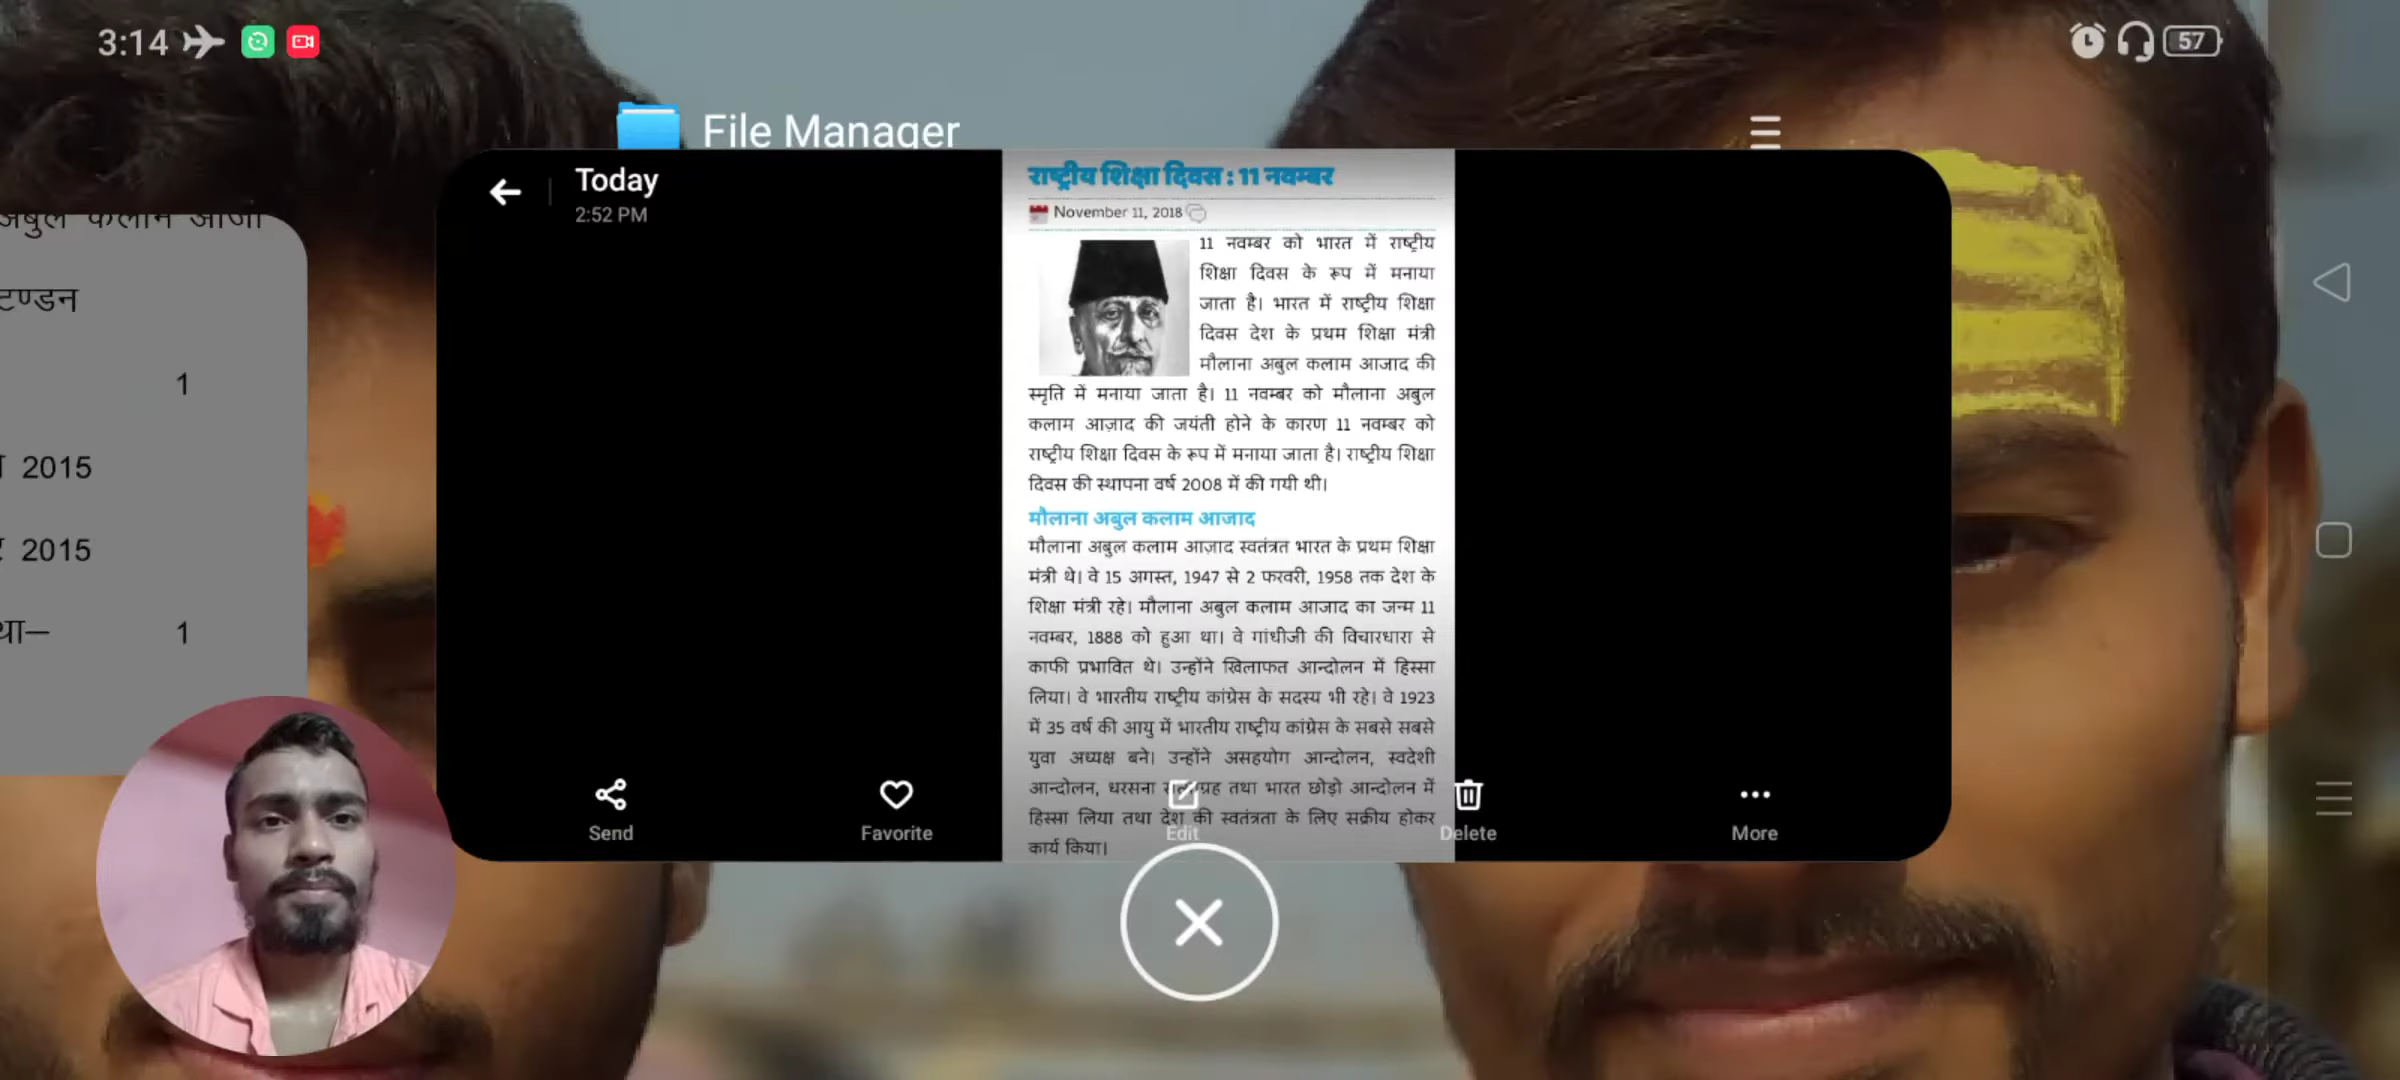 3:14
57
File Manager
अबुल कलाम आजा
टण्डन
1
2015
2015
था–
1
Today
2:52 PM
राष्ट्रीय शिक्षा दिवस : 11 नवम्बर
November 11, 2018
11 नवम्बर को भारत में राष्ट्रीय
शिक्षा दिवस के रूप में मनाया
जाता है। भारत में राष्ट्रीय शिक्षा
दिवस देश के प्रथम शिक्षा मंत्री
मौलाना अबुल कलाम आजाद की
स्मृति में मनाया जाता है। 11 नवम्बर को मौलाना अबुल
कलाम आज़ाद की जयंती होने के कारण 11 नवम्बर को
राष्ट्रीय शिक्षा दिवस के रूप में मनाया जाता है। राष्ट्रीय शिक्षा
दिवस की स्थापना वर्ष 2008 में की गयी थी।
मौलाना अबुल कलाम आजाद
मौलाना अबुल कलाम आज़ाद स्वतंत्रत भारत के प्रथम शिक्षा
मंत्री थे। वे 15 अगस्त, 1947 से 2 फरवरी, 1958 तक देश के
शिक्षा मंत्री रहे। मौलाना अबुल कलाम आजाद का जन्म 11
नवम्बर, 1888 को हुआ था। वे गांधीजी की विचारधारा से
काफी प्रभावित थे। उन्होंने खिलाफत आन्दोलन में हिस्सा
लिया। वे भारतीय राष्ट्रीय कांग्रेस के सदस्य भी रहे। वे 1923
में 35 वर्ष की आयु में भारतीय राष्ट्रीय कांग्रेस के सबसे सबसे
युवा अध्यक्ष बने। उन्होंने असहयोग आन्दोलन, स्वदेशी
आन्दोलन, धरसना तथा भारत छोड़ो आन्दोलन में
हिस्सा लिया तथा देश की स्वतंत्रता के लिए सक्रीय होकर
कार्य किया।
Send
Favorite
Edit
Delete
More